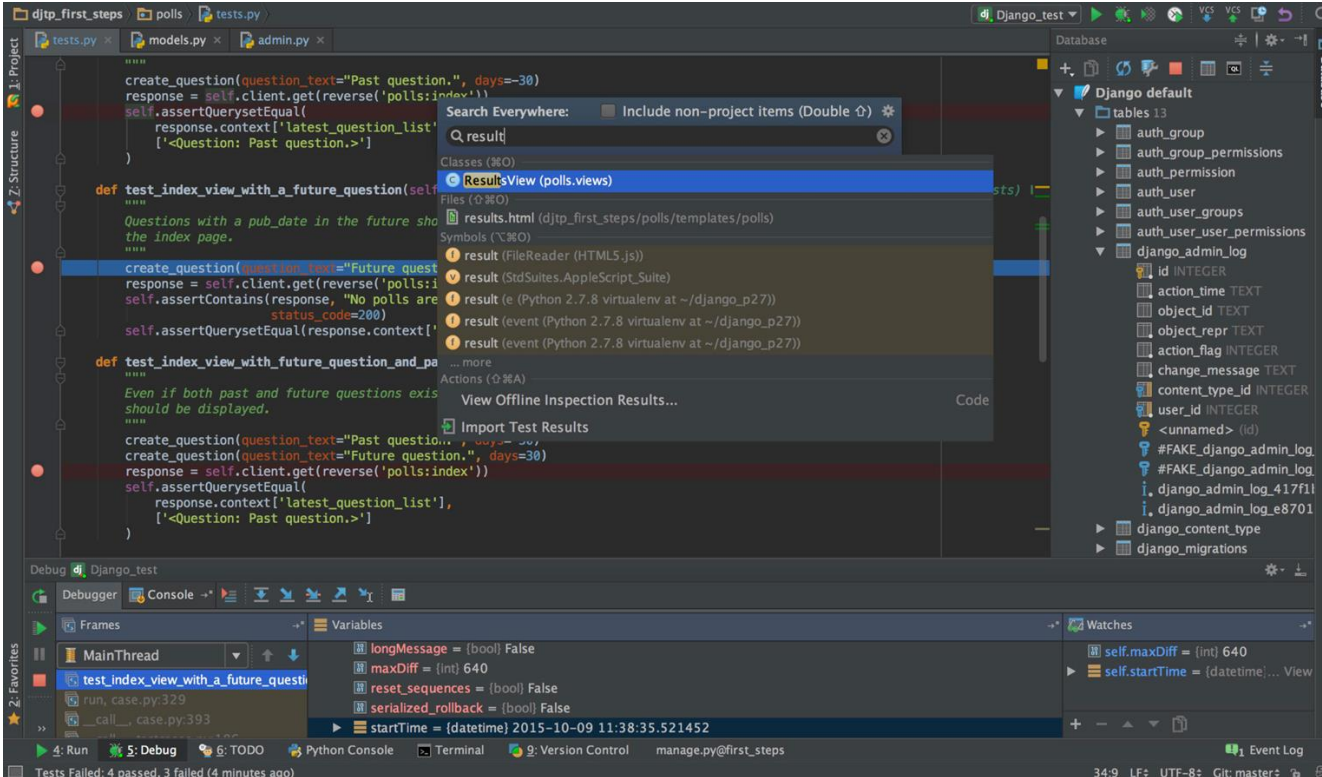 djtp_first_steps polls tests.py
Django_test
VCS VCS
tests.py models.py admin.py
Database
1: Project
Z: Structure
2: Favorites
"""
create_question(question_text="Past question.", days=-30)
response = self.client.get(reverse('polls:index'))
self.assertQuerysetEqual(
response.context['latest_question_list'
['<Question: Past question.>']
)
def test_index_view_with_a_future_question(self
"""
Questions with a pub_date in the future sho
the index page.
"""
create_question(question_text="Future quest
response = self.client.get(reverse('polls:i
self.assertContains(response, "No polls are
status_code=200)
self.assertQuerysetEqual(response.context['
def test_index_view_with_future_question_and_pa
"""
Even if both past and future questions exis
should be displayed.
"""
create_question(question_text="Past question.", days=-30)
create_question(question_text="Future question.", days=30)
response = self.client.get(reverse('polls:index'))
self.assertQuerysetEqual(
response.context['latest_question_list'],
['<Question: Past question.>']
)
Search Everywhere: Include non-project items (Double ⇧)
result
Classes (⌘O)
ResultsView (polls.views)
Files (⇧⌘O)
results.html (djtp_first_steps/polls/templates/polls)
Symbols (⌥⌘O)
result (FileReader (HTML5.js))
result (StdSuites.AppleScript_Suite)
result (e (Python 2.7.8 virtualenv at ~/django_p27))
result (event (Python 2.7.8 virtualenv at ~/django_p27))
result (event (Python 2.7.8 virtualenv at ~/django_p27))
... more
Actions (⇧⌘A)
View Offline Inspection Results... Code
Import Test Results
sts)
Django default
tables 13
auth_group
auth_group_permissions
auth_permission
auth_user
auth_user_groups
auth_user_user_permissions
django_admin_log
id INTEGER
action_time TEXT
object_id TEXT
object_repr TEXT
action_flag INTEGER
change_message TEXT
content_type_id INTEGER
user_id INTEGER
<unnamed> (id)
#FAKE_django_admin_log_
#FAKE_django_admin_log_
django_admin_log_417f1
django_admin_log_e8701
django_content_type
django_migrations
Debug dj Django_test
Debugger Console
Frames
MainThread
test_index_view_with_a_future_questi
run, case.py:329
__call__, case.py:393
Variables
longMessage = {bool} False
maxDiff = {int} 640
reset_sequences = {bool} False
serialized_rollback = {bool} False
startTime = {datetime} 2015-10-09 11:38:35.521452
Watches
self.maxDiff = {int} 640
self.startTime = {datetime}... View
4: Run 5: Debug 6: TODO Python Console Terminal 9: Version Control manage.py@first_steps 1 Event Log
Tests Failed: 4 passed, 3 failed (4 minutes ago) 34:9 LF UTF-8 Git: master